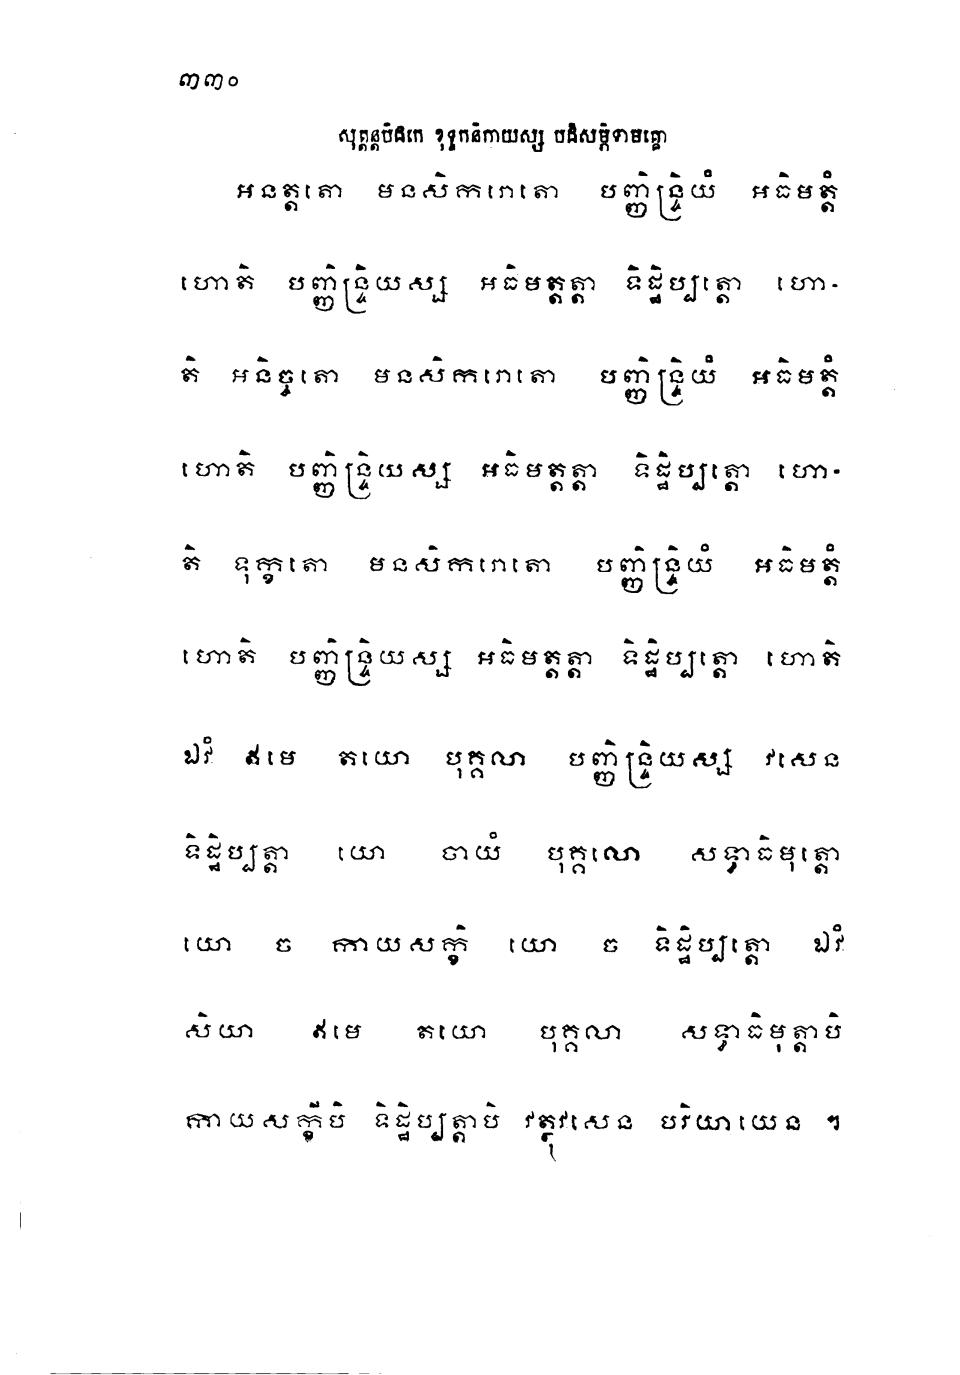 ៣៣០
សុត្តន្តបិដកេ ខុទ្ទកនិកាយស្ស បដិសម្ភិទាមគ្គោ
អនត្តតោ មនសិករោតោ បញ្ញិន្ទ្រិយំ អធិមត្តំ
ហោតិ បញ្ញិន្ទ្រិយស្ស អធិមត្តត្តា ទិដ្ឋិប្បត្តោ ហោ-
តិ អនិច្ចតោ មនសិករោតោ បញ្ញិន្ទ្រិយំ អធិមត្តំ
ហោតិ បញ្ញិន្ទ្រិយស្ស អធិមត្តត្តា ទិដ្ឋិប្បត្តោ ហោ-
តិ ទុក្ខតោ មនសិករោតោ បញ្ញិន្ទ្រិយំ អធិមត្តំ
ហោតិ បញ្ញិន្ទ្រិយស្ស អធិមត្តត្តា ទិដ្ឋិប្បត្តោ ហោតិ
ឯវំ ឥមេ តយោ បុគ្គលា បញ្ញិន្ទ្រិយស្ស វសេន
ទិដ្ឋិប្បត្តា យោ ចាយំ បុគ្គលោ សទ្ធាធិមុត្តោ
យោ ច កាយសក្ខិ យោ ច ទិដ្ឋិប្បត្តោ ឯវំ
សិយា ឥមេ តយោ បុគ្គលា សទ្ធាធិមុត្តាបិ
កាយសក្ខីបិ ទិដ្ឋិប្បត្តាបិ វត្ថុវសេន បរិយាយេន ។